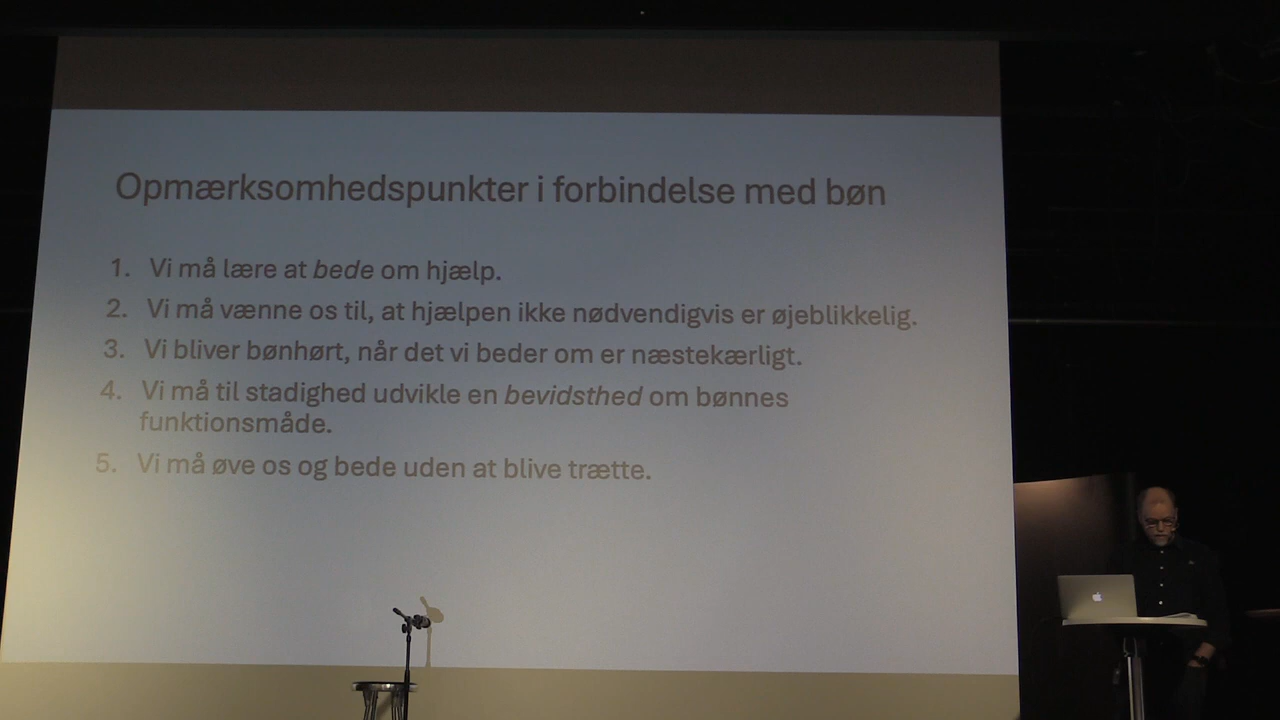 Opmærksomhedspunkter i forbindelse med bøn
1. Vi må lære at bede om hjælp.
2. Vi må vænne os til, at hjælpen ikke nødvendigvis er øjeblikkelig.
3. Vi bliver bønhørt, når det vi beder om er næstekærligt.
4. Vi må til stadighed udvikle en bevidsthed om bønnes
funktionsmåde.
5. Vi må øve os og bede uden at blive trætte.